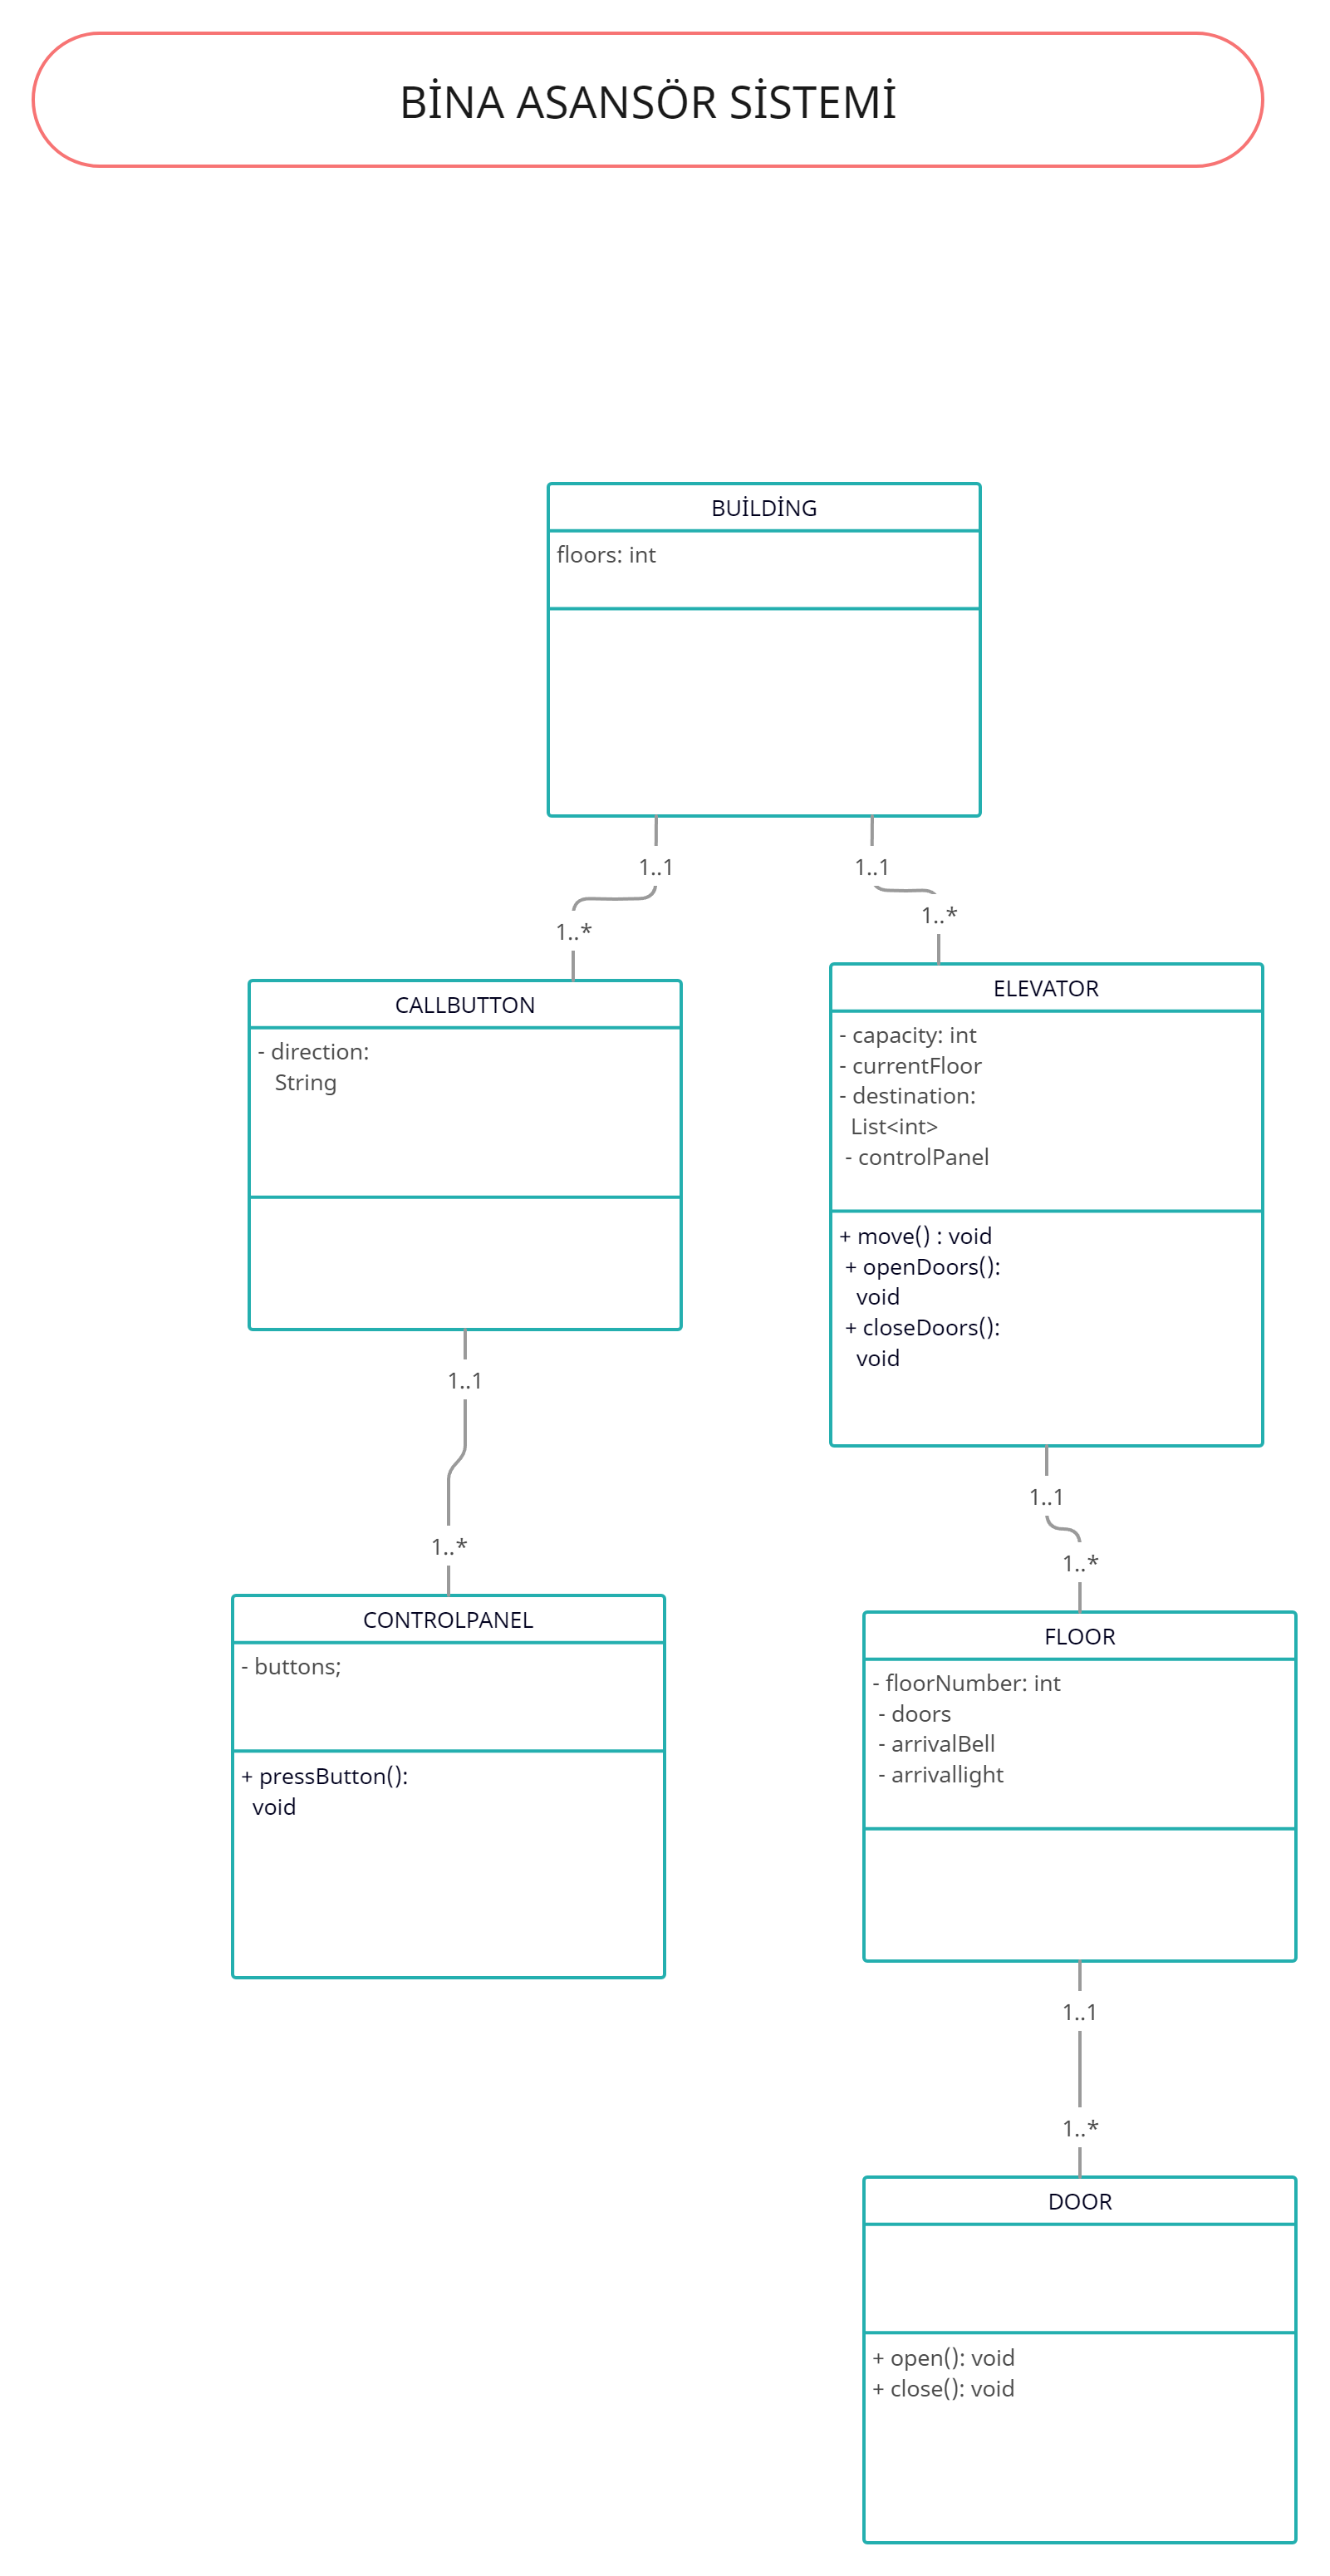 BİNA ASANSÖR SİSTEMİ
BUİLDİNG
floors: int
1..1
1..1
1..*
1..*
CALLBUTTON
- direction:
String
ELEVATOR
- capacity: int
- currentFloor
- destination:
List<int>
- controlPanel
+ move() : void
+ openDoors():
void
+ closeDoors():
void
1..1
1..*
1..1
1..*
CONTROLPANEL
- buttons;
+ pressButton():
void
FLOOR
- floorNumber: int
- doors
- arrivalBell
- arrivallight
1..1
1..*
DOOR
+ open(): void
+ close(): void